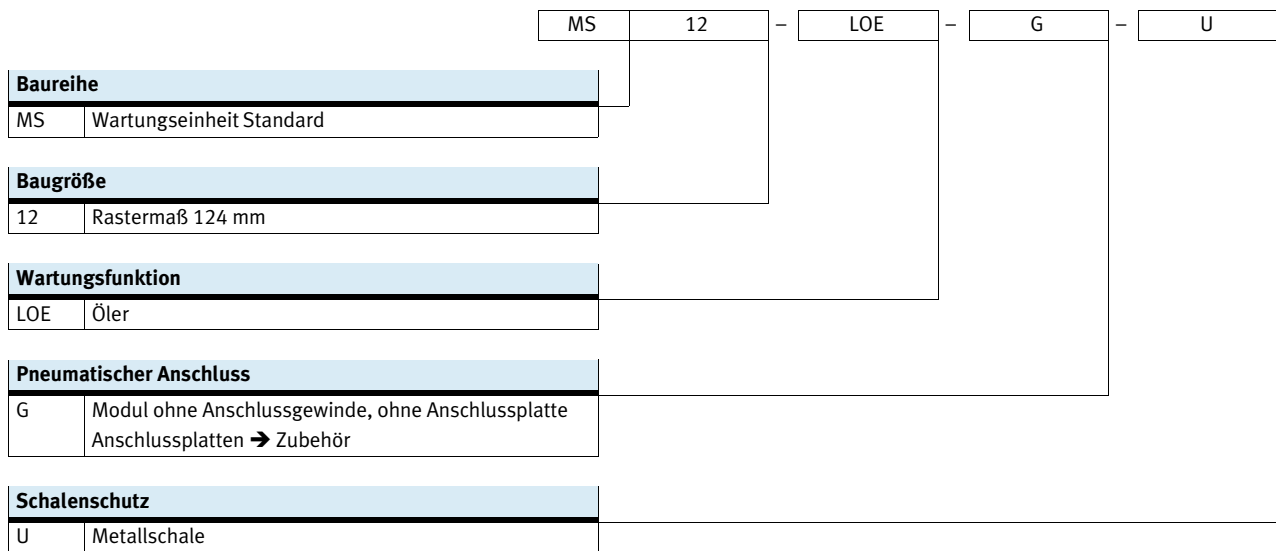 MS 12 – LOE – G – U
Baureihe
MS Wartungseinheit Standard
Baugröße
12 Rastermaß 124 mm
Wartungsfunktion
LOE Öler
Pneumatischer Anschluss
G Modul ohne Anschlussgewinde, ohne Anschlussplatte
Anschlussplatten ➔ Zubehör
Schalenschutz
U Metallschale